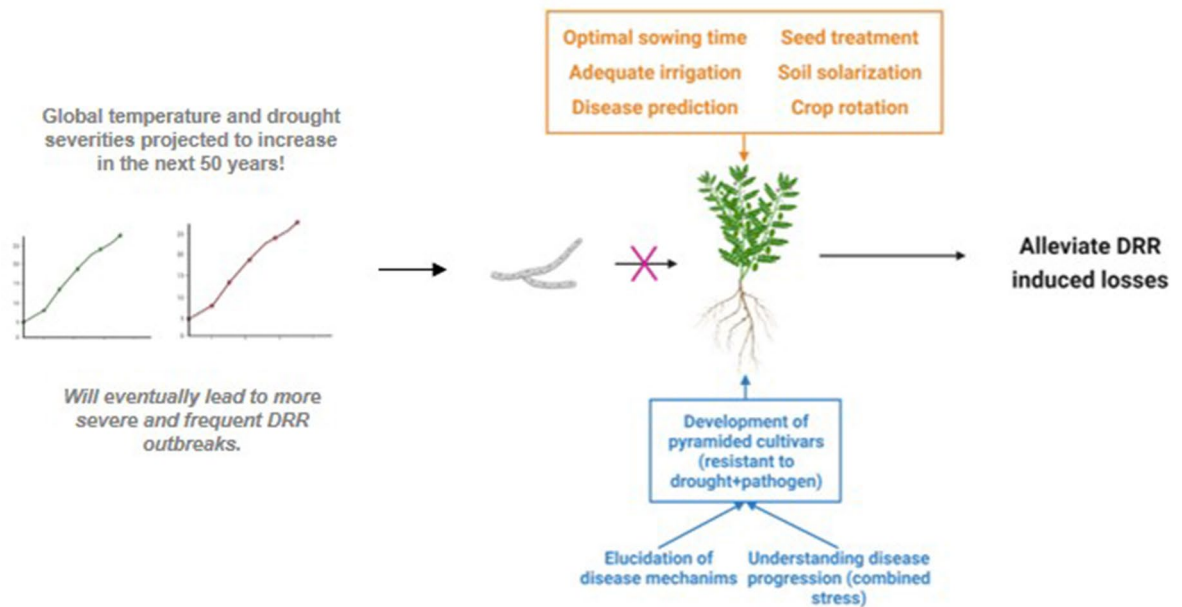 Global temperature and drought
severities projected to increase
in the next 50 years!
Will eventually lead to more
severe and frequent DRR
outbreaks.
Optimal sowing time
Seed treatment
Adequate irrigation
Soil solarization
Disease prediction
Crop rotation
Alleviate DRR
induced losses
Development of
pyramided cultivars
(resistant to
drought+pathogen)
Elucidation of
disease mechanims
Understanding disease
progression (combined
stress)